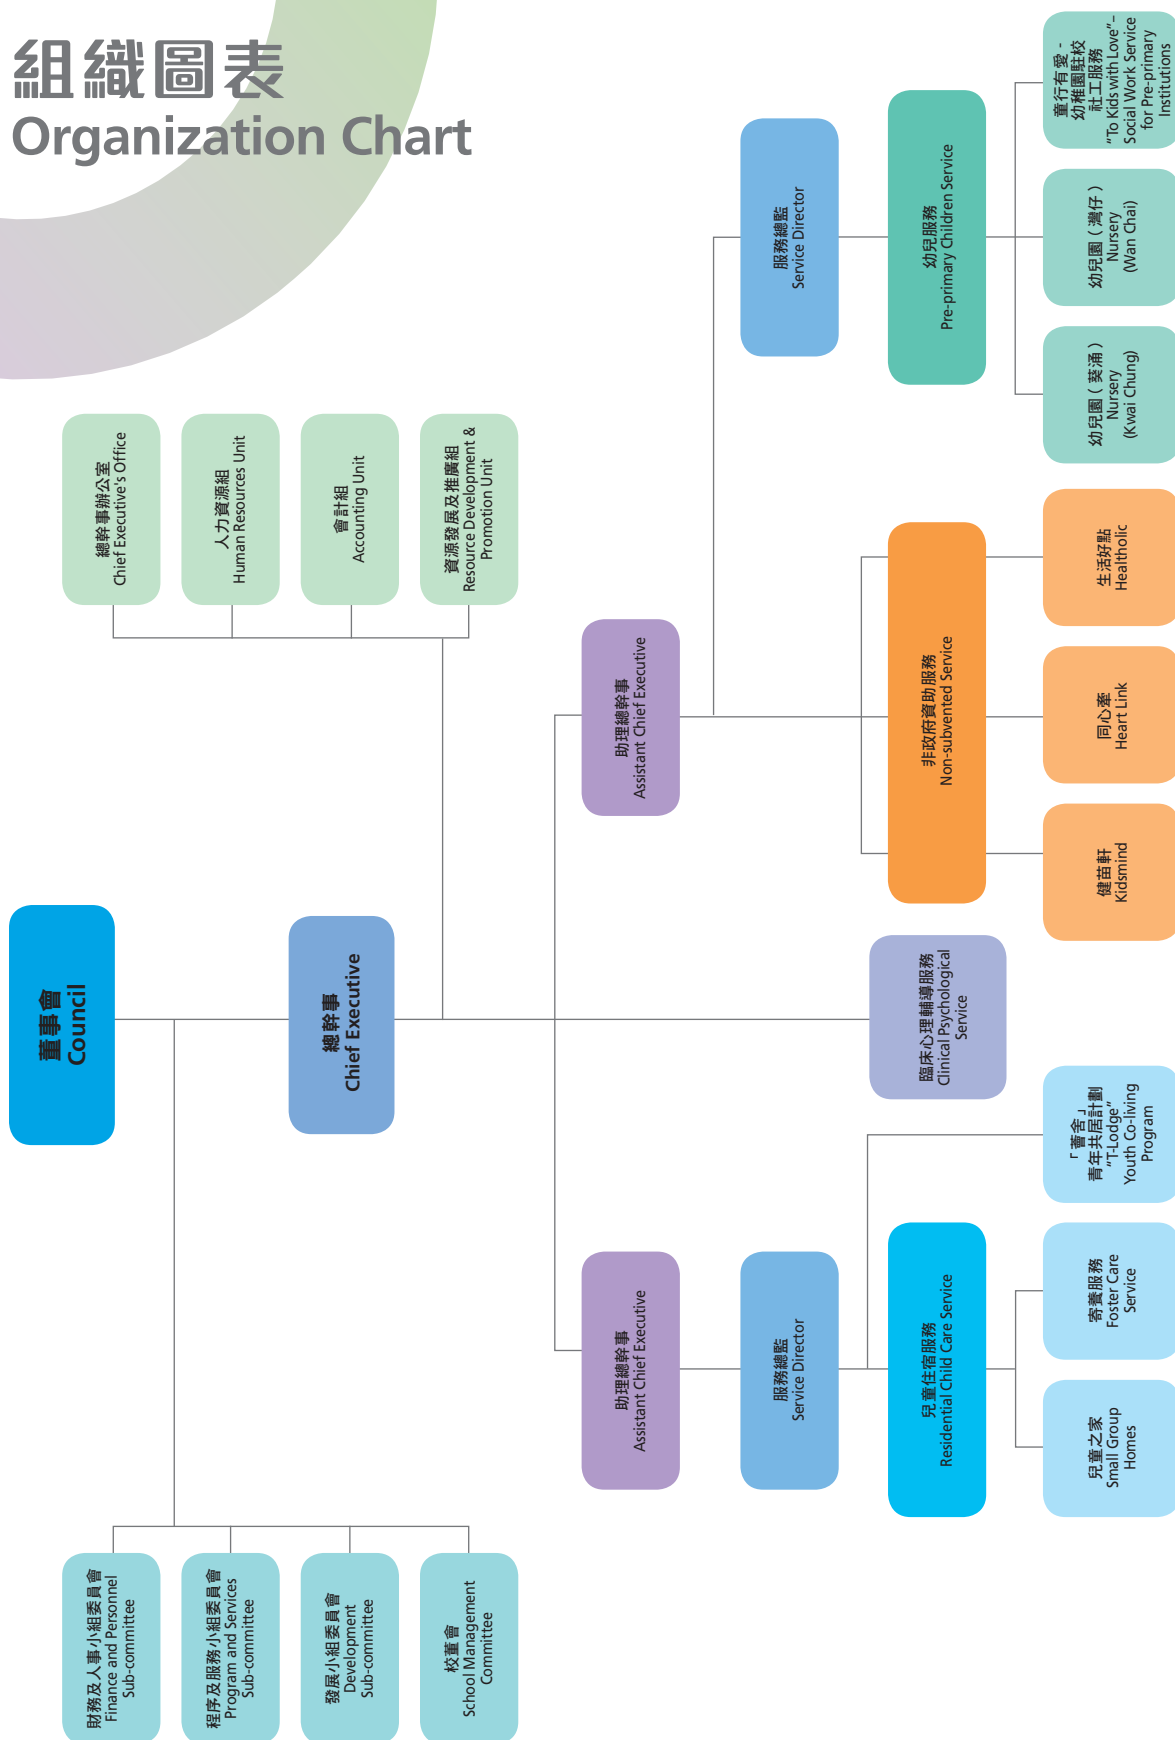 組織圖表
Organization Chart
董事會
Council
財務及人事小組委員會
Finance and Personnel
Sub-committee
程序及服務小組委員會
Program and Services
Sub-committee
發展小組委員會
Development
Sub-committee
校董會
School Management
Committee
總幹事
Chief Executive
總幹事辦公室
Chief Executive's Office
人力資源組
Human Resources Unit
會計組
Accounting Unit
資源發展及推廣組
Resource Development &
Promotion Unit
助理總幹事
Assistant Chief Executive
助理總幹事
Assistant Chief Executive
服務總監
Service Director
服務總監
Service Director
兒童住宿服務
Residential Child Care Service
臨床心理輔導服務
Clinical Psychological
Service
非政府資助服務
Non-subvented Service
幼兒服務
Pre-primary Children Service
兒童之家
Small Group
Homes
寄養服務
Foster Care
Service
「薈舍」
青年共居計劃
“T-Lodge”
Youth Co-living
Program
健苗軒
Kidsmind
同心牽
Heart Link
生活好點
Healtholic
幼兒園（葵涌）
Nursery
(Kwai Chung)
幼兒園（灣仔）
Nursery
(Wan Chai)
童行有愛 -
幼稚園駐校
社工服務
“To Kids with Love”–
Social Work Service
for Pre-primary
Institutions